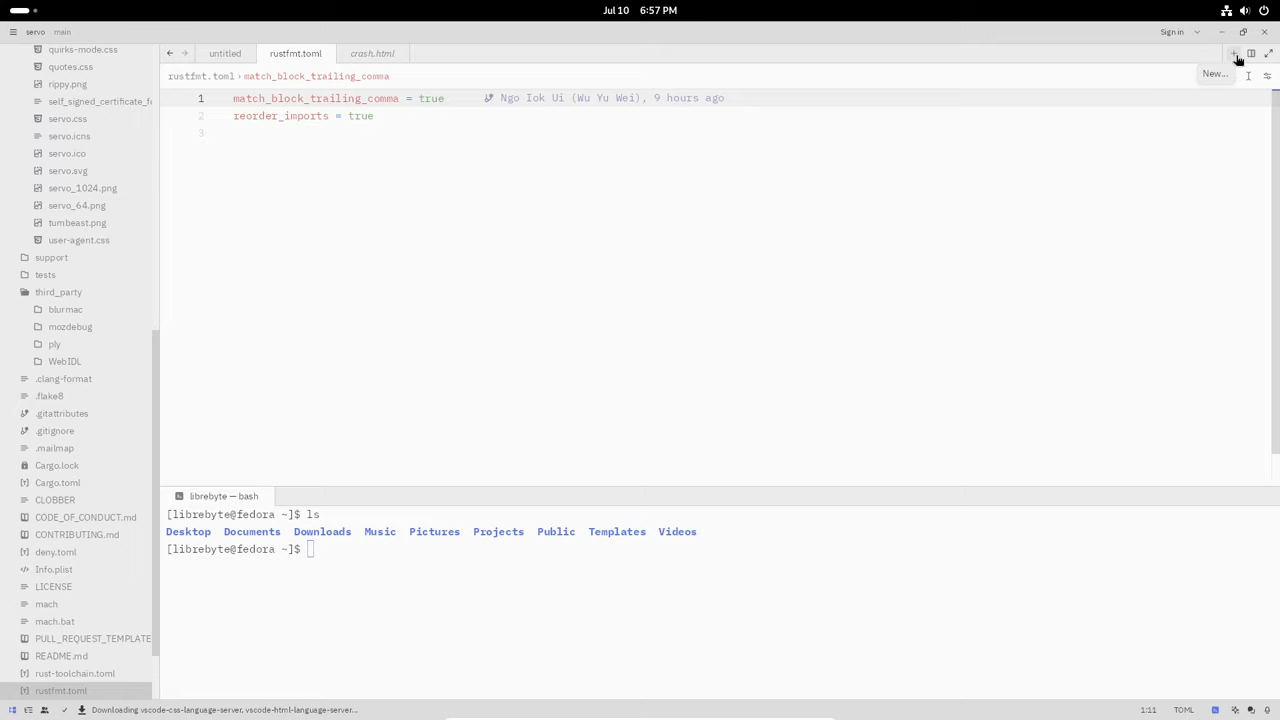 Jul 10 6:57 PM
servo main Sign in
quirks-mode.css
quotes.css
rippy.png
self_signed_certificate_f
servo.css
servo.icns
servo.ico
servo.svg
servo_1024.png
servo_64.png
tumbeast.png
user-agent.css
support
tests
third_party
blurmac
mozdebug
ply
WebIDL
.clang-format
.flake8
.gitattributes
.gitignore
.mailmap
Cargo.lock
Cargo.toml
CLOBBER
CODE_OF_CONDUCT.md
CONTRIBUTING.md
deny.toml
Info.plist
LICENSE
mach
mach.bat
PULL_REQUEST_TEMPLATE
README.md
rust-toolchain.toml
rustfmt.toml
untitled rustfmt.toml crash.html
New...
rustfmt.toml › match_block_trailing_comma
1 match_block_trailing_comma = true Ngo Iok Ui (Wu Yu Wei), 9 hours ago
2 reorder_imports = true
3
librebyte — bash
[librebyte@fedora ~]$ ls
Desktop Documents Downloads Music Pictures Projects Public Templates Videos
[librebyte@fedora ~]$
Downloading vscode-css-language-server, vscode-html-language-server... 1:11 TOML